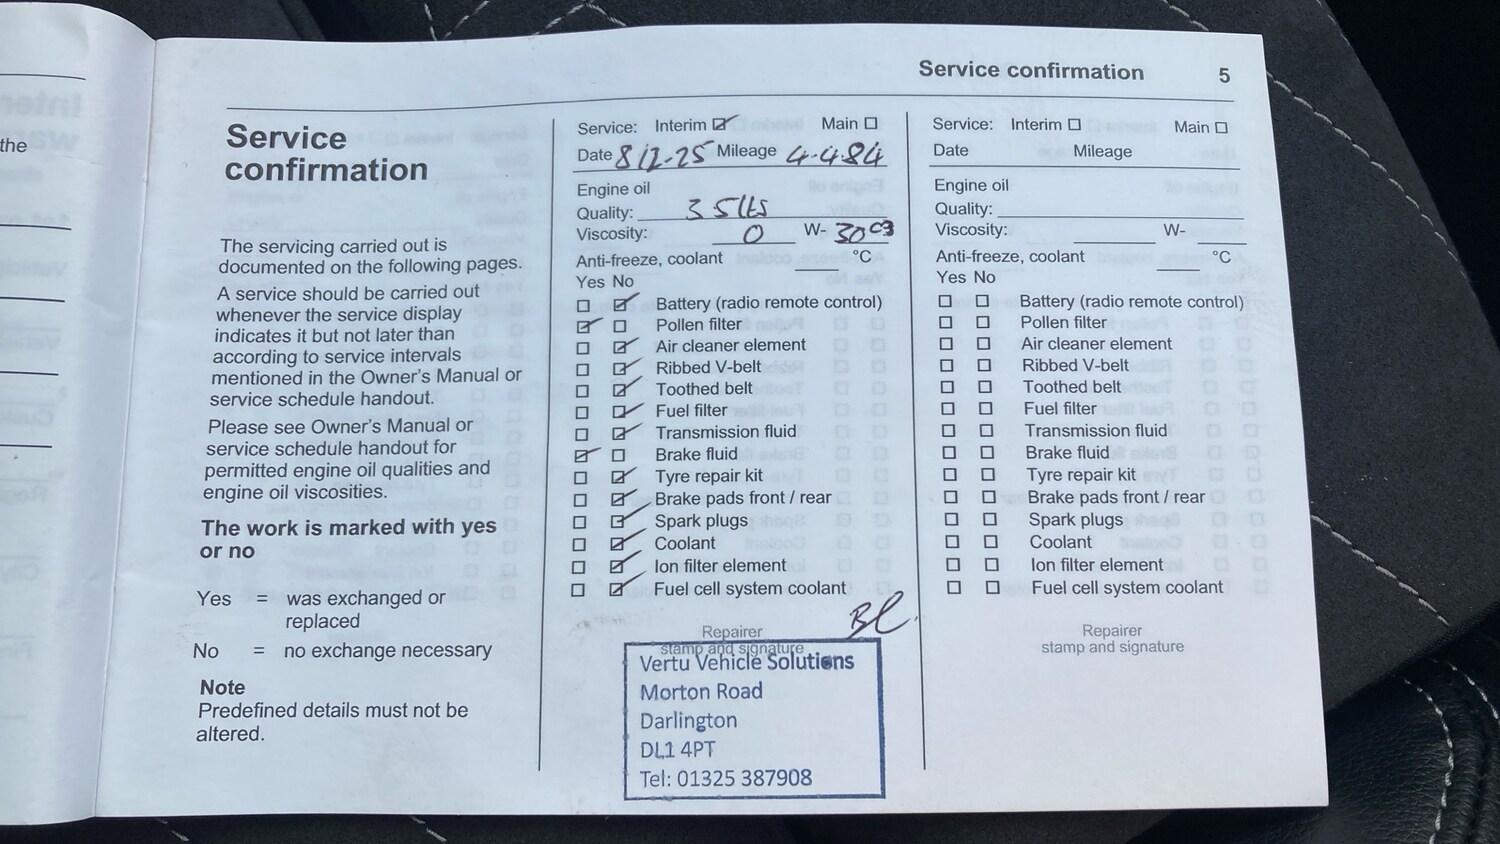 the
Service confirmation 5
Service
confirmation
The servicing carried out is
documented on the following pages.
A service should be carried out
whenever the service display
indicates it but not later than
according to service intervals
mentioned in the Owner's Manual or
service schedule handout.
Please see Owner's Manual or
service schedule handout for
permitted engine oil qualities and
engine oil viscosities.
The work is marked with yes
or no
Yes = was exchanged or
replaced
No = no exchange necessary
Note
Predefined details must not be
altered.
Service: Interim ☑ Main ☐
Date 8/12-25 Mileage 4-484
Engine oil
Quality: 3 5lts
Viscosity: 0 W- 30 C3
Anti-freeze, coolant °C
Yes No
☐ ☑ Battery (radio remote control)
☑ ☐ Pollen filter
☐ ☑ Air cleaner element
☐ ☑ Ribbed V-belt
☐ ☑ Toothed belt
☐ ☑ Fuel filter
☐ ☑ Transmission fluid
☑ ☐ Brake fluid
☐ ☑ Tyre repair kit
☐ ☑ Brake pads front / rear
☐ ☑ Spark plugs
☐ ☑ Coolant
☐ ☑ Ion filter element
☐ ☑ Fuel cell system coolant
Repairer
stamp and signature
Vertu Vehicle Solutions
Morton Road
Darlington
DL1 4PT
Tel: 01325 387908
Service: Interim ☐ Main ☐
Date Mileage
Engine oil
Quality:
Viscosity: W-
Anti-freeze, coolant °C
Yes No
☐ ☐ Battery (radio remote control)
☐ ☐ Pollen filter
☐ ☐ Air cleaner element
☐ ☐ Ribbed V-belt
☐ ☐ Toothed belt
☐ ☐ Fuel filter
☐ ☐ Transmission fluid
☐ ☐ Brake fluid
☐ ☐ Tyre repair kit
☐ ☐ Brake pads front / rear
☐ ☐ Spark plugs
☐ ☐ Coolant
☐ ☐ Ion filter element
☐ ☐ Fuel cell system coolant
Repairer
stamp and signature